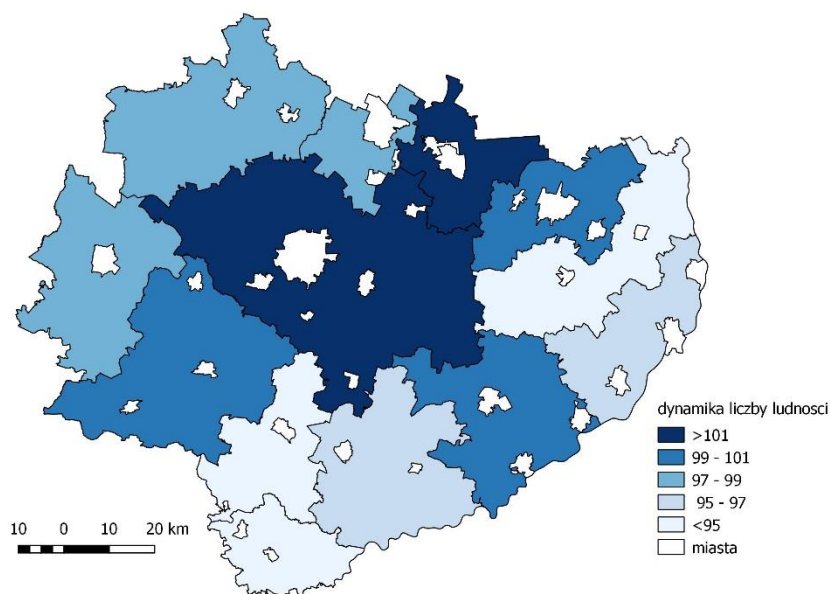 dynamika liczby ludnosci
>101
99 - 101
97 - 99
95 - 97
<95
miasta
10 0 10 20 km